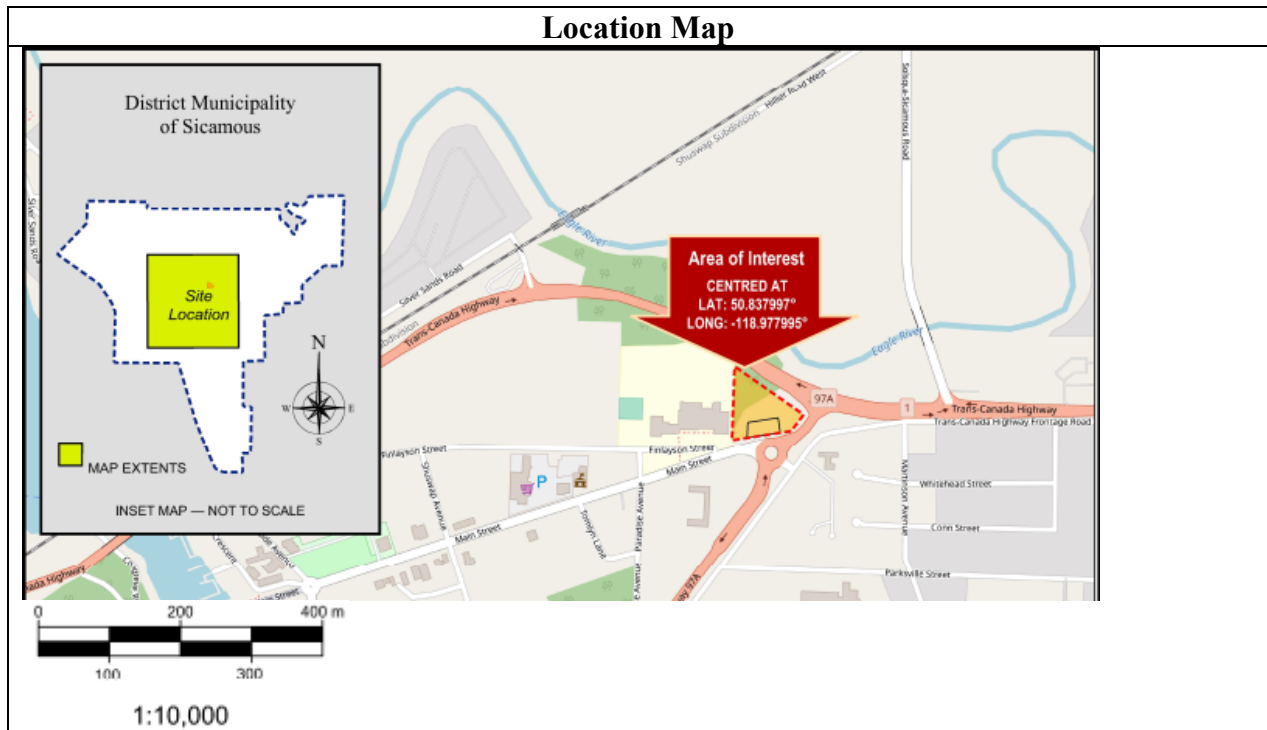 Location Map
District Municipality
of Sicamous
Site
Location
N
W
E
S
MAP EXTENTS
INSET MAP — NOT TO SCALE
Silver Sands Road
Shuswap Subdivision
Hillier Road West
Solsqua-Sicamous Road
Eagle River
Silver Sands Road
Trans-Canada Highway
Area of Interest
CENTRED AT
LAT: 50.837997°
LONG: -118.977995°
Eagle River
97A
1
Trans-Canada Highway
Trans-Canada Highway Frontage Road
Finlayson Street
Finlayson Street
Main Street
Shuswap Avenue
P
Main Street
Paradise Avenue
Martinson Avenue
Whitehead Street
Conn Street
Parksville Street
0
200
400 m
100
300
1:10,000